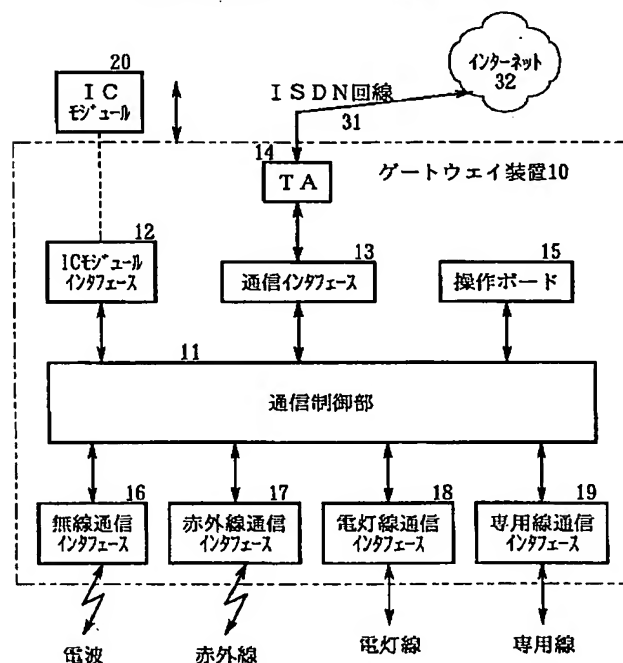 20
IC
モジュール
ISDN回線
31
インターネット
32
14
TA
ゲートウェイ装置10
12
ICモジュール
インタフェース
13
通信インタフェース
15
操作ボード
11
通信制御部
16
無線通信
インタフェース
17
赤外線通信
インタフェース
18
電灯線通信
インタフェース
19
専用線通信
インタフェース
電波
赤外線
電灯線
専用線